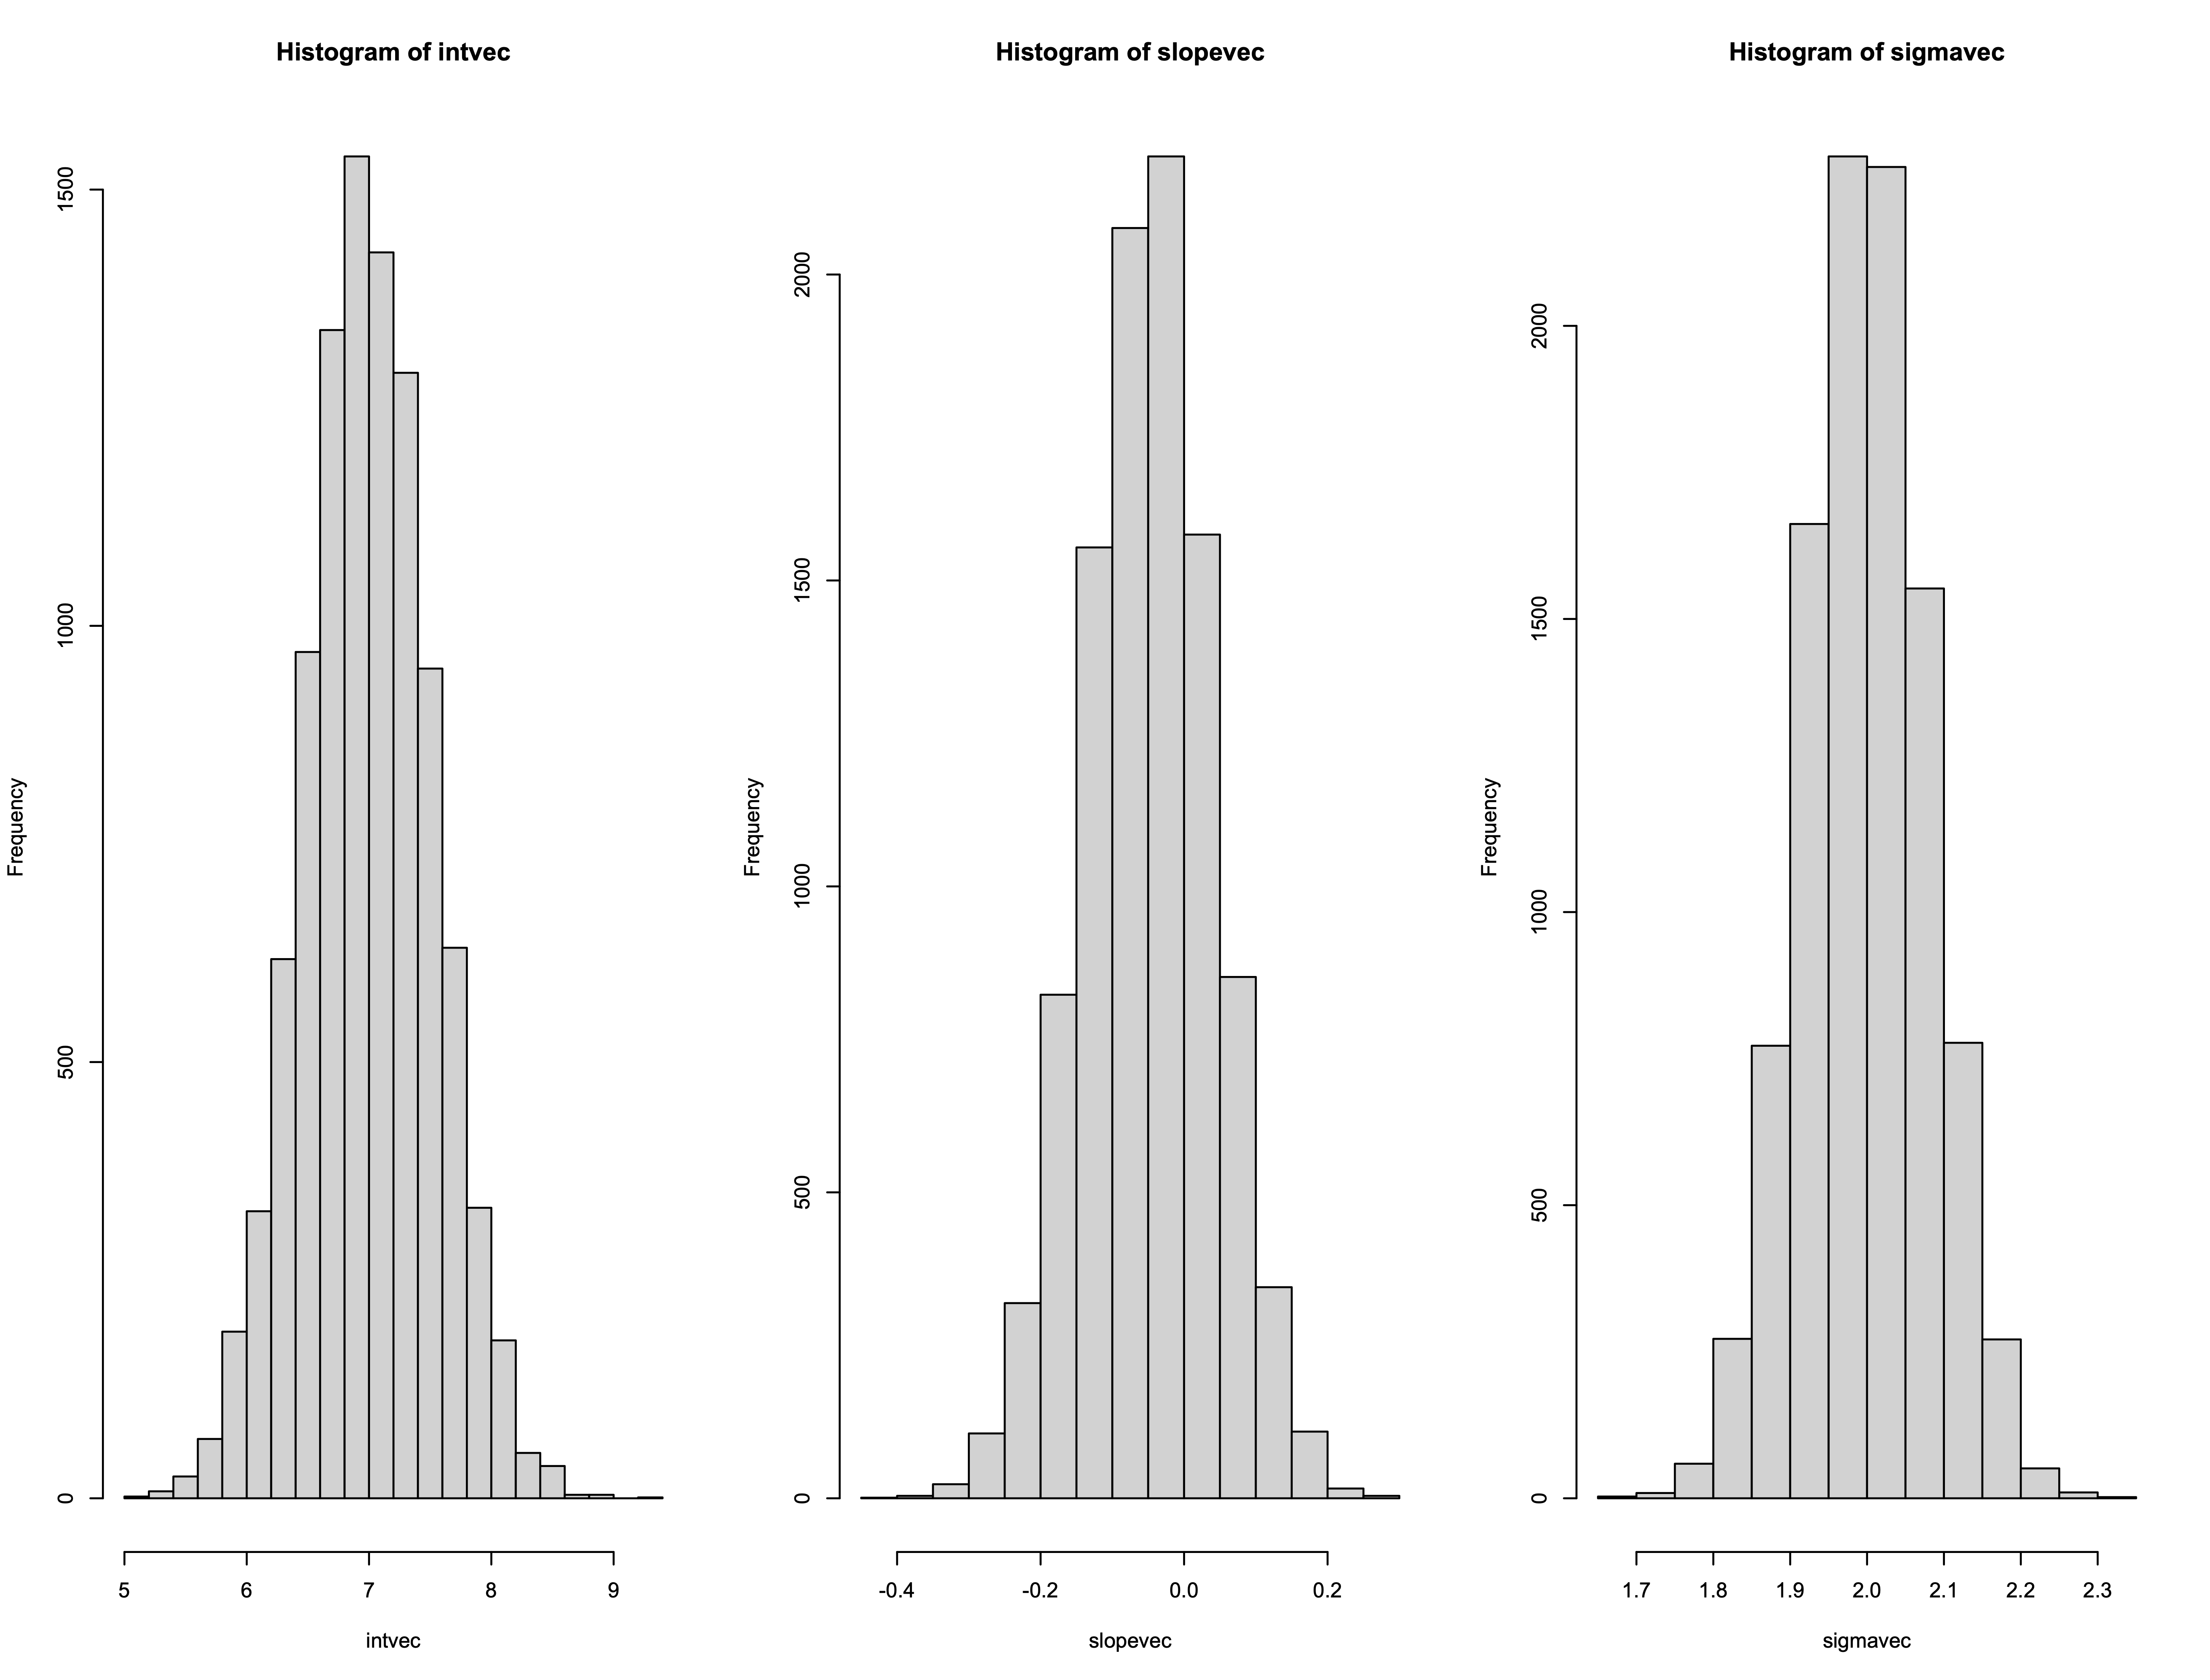 Histogram of intvec
Frequency
0
500
1000
1500
5 6 7 8 9
intvec
Histogram of slopevec
Frequency
0
500
1000
1500
2000
-0.4 -0.2 0.0 0.2
slopevec
Histogram of sigmavec
Frequency
0
500
1000
1500
2000
1.7 1.8 1.9 2.0 2.1 2.2 2.3
sigmavec